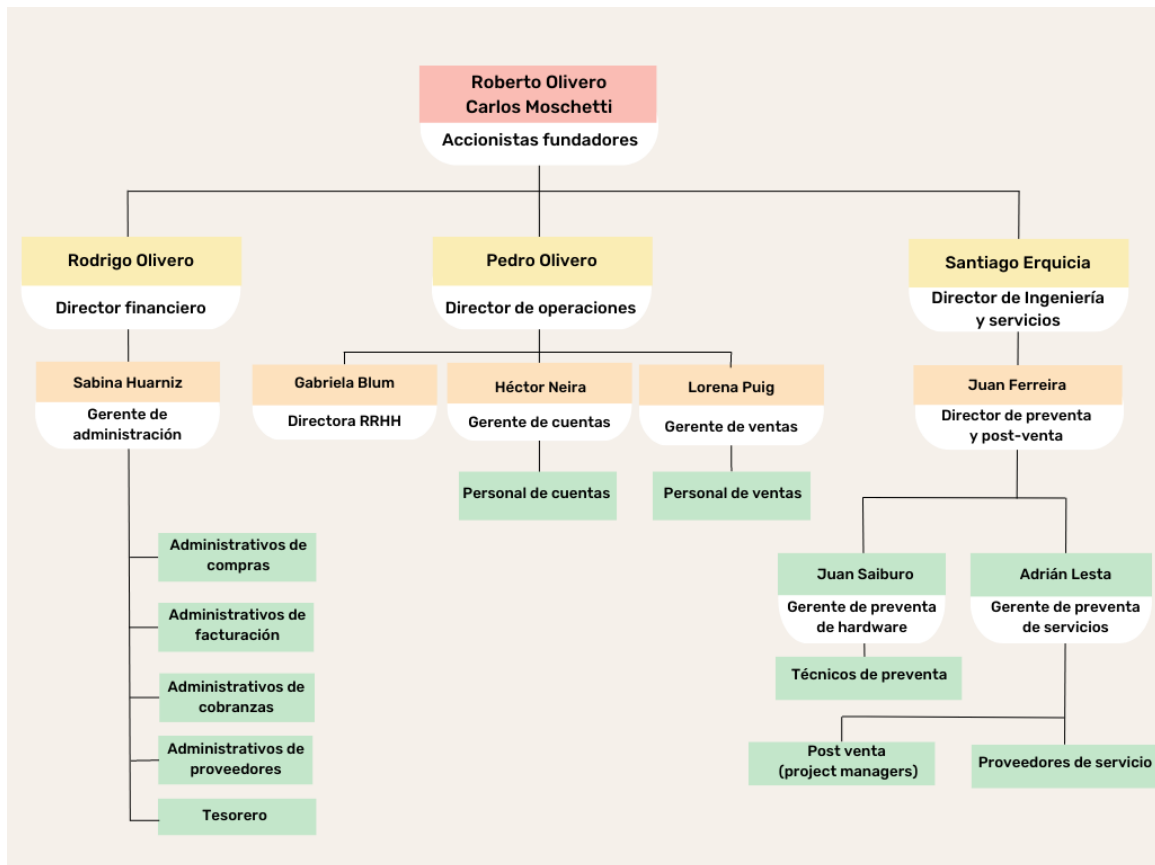 Roberto Olivero
Carlos Moschetti
Accionistas fundadores
Rodrigo Olivero
Director financiero
Pedro Olivero
Director de operaciones
Santiago Erquicia
Director de Ingeniería
y servicios
Sabina Huarniz
Gerente de
administración
Gabriela Blum
Directora RRHH
Héctor Neira
Gerente de cuentas
Lorena Puig
Gerente de ventas
Juan Ferreira
Director de preventa
y post-venta
Personal de cuentas
Personal de ventas
Administrativos de
compras
Administrativos de
facturación
Administrativos de
cobranzas
Administrativos de
proveedores
Tesorero
Juan Saiburo
Gerente de preventa
de hardware
Adrián Lesta
Gerente de preventa
de servicios
Técnicos de preventa
Post venta
(project managers)
Proveedores de servicio